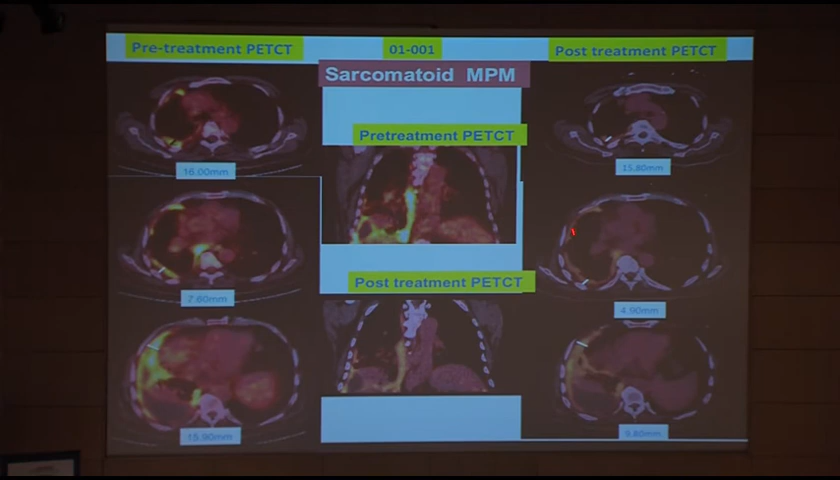 Pre-treatment PETCT
01-001
Post treatment PETCT
Sarcomatoid MPM
Pretreatment PETCT
16.00mm
15.80mm
Post treatment PETCT
7.60mm
4.90mm
15.90mm
9.80mm